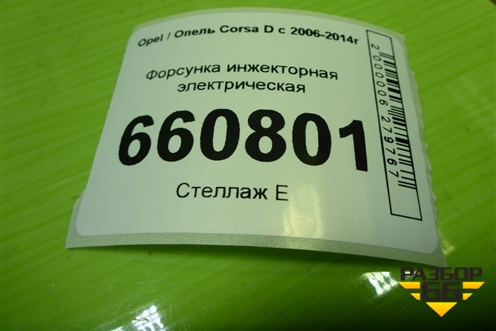 Opel / Опель Corsa D с 2006-2014г
Форсунка инжекторная
электрическая
660801
Стеллаж E
2000006279767
РАЗБОР
66